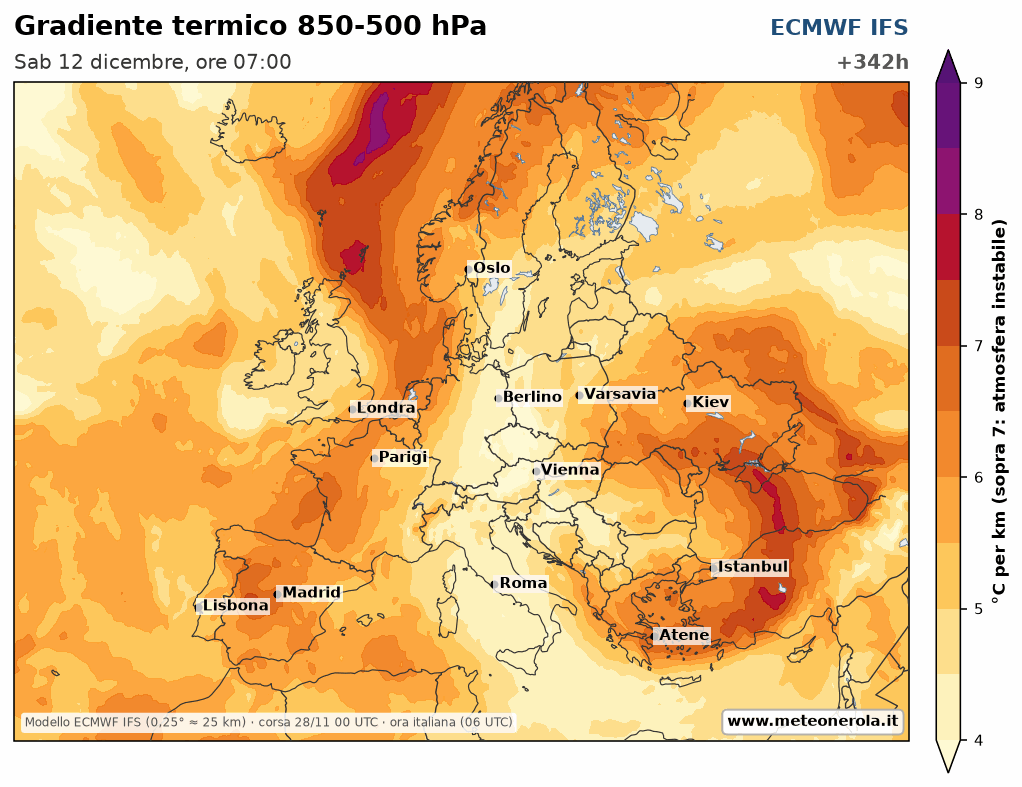 Gradiente termico 850-500 hPa
ECMWF IFS
Sab 12 dicembre, ore 07:00
+342h
9
8
7
6
5
4
°C per km (sopra 7: atmosfera instabile)
Oslo
Berlino
Varsavia
Kiev
Londra
Parigi
Vienna
Istanbul
Roma
Madrid
Lisbona
Atene
Modello ECMWF IFS (0,25° ≈ 25 km) · corsa 28/11 00 UTC · ora italiana (06 UTC)
www.meteonerola.it